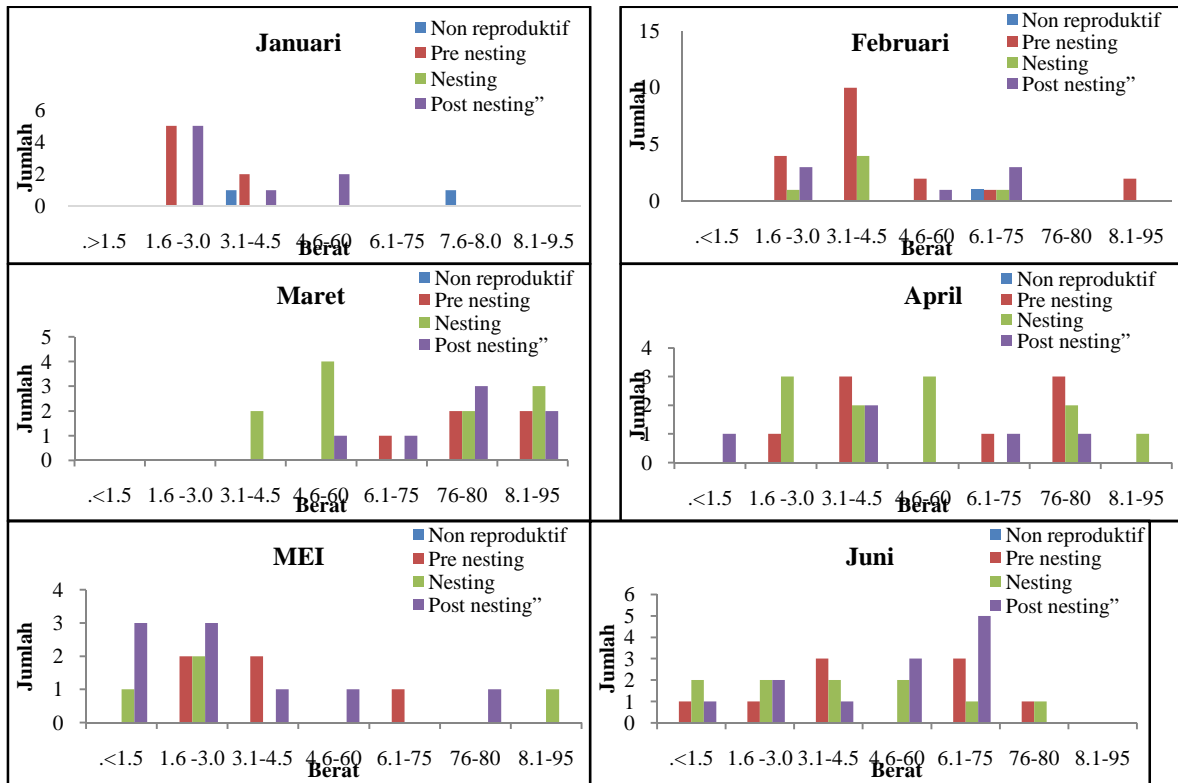 Januari
Non reproduktif
Pre nesting
Nesting
Post nesting”
Jumlah
6
4
2
0
.>1.5 1.6 -3.0 3.1-4.5 4.6-60 6.1-75 7.6-8.0 8.1-9.5
Berat
Februari
Non reproduktif
Pre nesting
Nesting
Post nesting”
Jumlah
15
10
5
0
.<1.5 1.6 -3.0 3.1-4.5 4.6-60 6.1-75 76-80 8.1-95
Berat
Maret
Non reproduktif
Pre nesting
Nesting
Post nesting”
Jumlah
5
4
3
2
1
0
.<1.5 1.6 -3.0 3.1-4.5 4.6-60 6.1-75 76-80 8.1-95
Berat
April
Non reproduktif
Pre nesting
Nesting
Post nesting”
Jumlah
4
3
2
1
0
.<1.5 1.6 -3.0 3.1-4.5 4.6-60 6.1-75 76-80 8.1-95
Berat
MEI
Non reproduktif
Pre nesting
Nesting
Post nesting”
Jumlah
4
3
2
1
0
.<1.5 1.6 -3.0 3.1-4.5 4.6-60 6.1-75 76-80 8.1-95
Berat
Juni
Non reproduktif
Pre nesting
Nesting
Post nesting”
Jumlah
6
5
4
3
2
1
0
.<1.5 1.6 -3.0 3.1-4.5 4.6-60 6.1-75 76-80 8.1-95
Berat